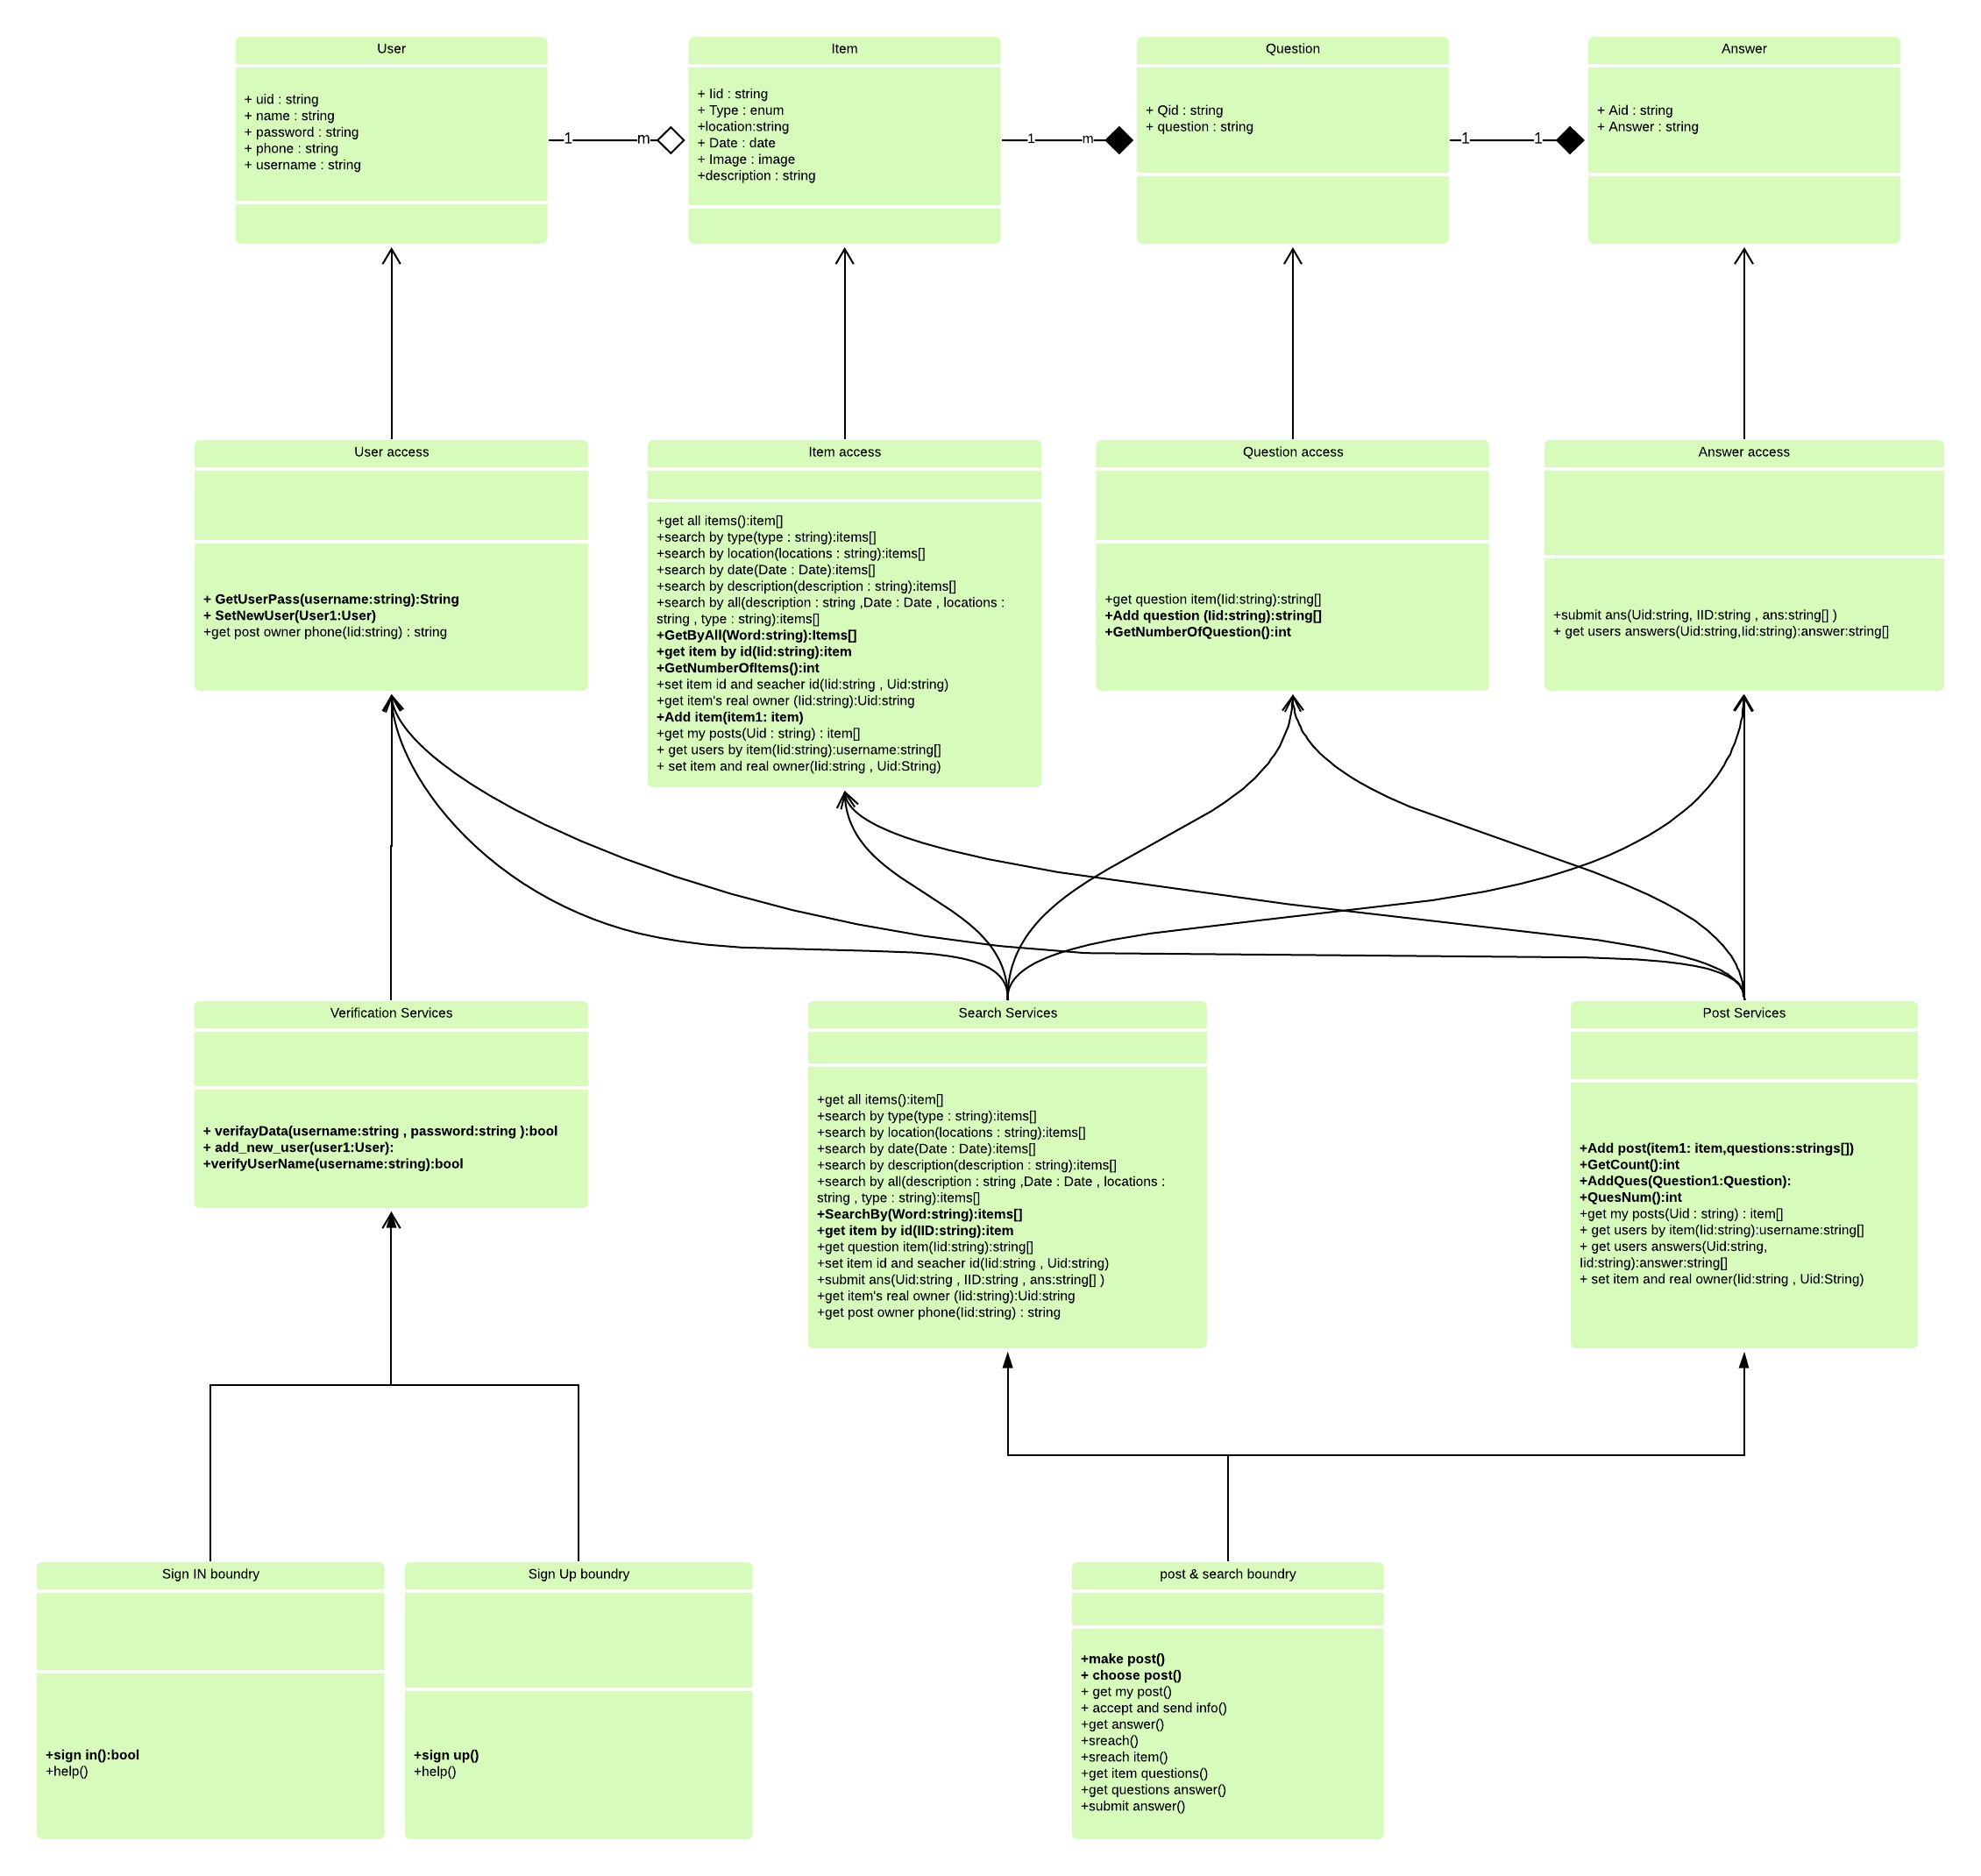 User
+ uid : string
+ name : string
+ password : string
+ phone : string
+ username : string
1
m
Item
+ Iid : string
+ Type : enum
+location:string
+ Date : date
+ Image : image
+description : string
1
m
Question
+ Qid : string
+ question : string
1
1
Answer
+ Aid : string
+ Answer : string
User access
+ GetUserPass(username:string):String
+ SetNewUser(User1:User)
+get post owner phone(Iid:string) : string
Item access
+get all items():item[]
+search by type(type : string):items[]
+search by location(locations : string):items[]
+search by date(Date : Date):items[]
+search by description(description : string):items[]
+search by all(description : string ,Date : Date , locations :
string , type : string):items[]
+GetByAll(Word:string):Items[]
+get item by id(Iid:string):item
+GetNumberOfItems():int
+set item id and seacher id(Iid:string , Uid:string)
+get item's real owner (Iid:string):Uid:string
+Add item(item1: item)
+get my posts(Uid : string) : item[]
+ get users by item(Iid:string):username:string[]
+ set item and real owner(Iid:string , Uid:String)
Question access
+get question item(Iid:string):string[]
+Add question (Iid:string):string[]
+GetNumberOfQuestion():int
Answer access
+submit ans(Uid:string, IID:string , ans:string[] )
+ get users answers(Uid:string,Iid:string):answer:string[]
Verification Services
+ verifayData(username:string , password:string ):bool
+ add_new_user(user1:User):
+verifyUserName(username:string):bool
Search Services
+get all items():item[]
+search by type(type : string):items[]
+search by location(locations : string):items[]
+search by date(Date : Date):items[]
+search by description(description : string):items[]
+search by all(description : string ,Date : Date , locations :
string , type : string):items[]
+SearchBy(Word:string):items[]
+get item by id(IID:string):item
+get question item(Iid:string):string[]
+set item id and seacher id(Iid:string , Uid:string)
+submit ans(Uid:string , IID:string , ans:string[] )
+get item's real owner (Iid:string):Uid:string
+get post owner phone(Iid:string) : string
Post Services
+Add post(item1: item,questions:strings[])
+GetCount():int
+AddQues(Question1:Question):
+QuesNum():int
+get my posts(Uid : string) : item[]
+ get users by item(Iid:string):username:string[]
+ get users answers(Uid:string,
Iid:string):answer:string[]
+ set item and real owner(Iid:string , Uid:String)
Sign IN boundry
+sign in():bool
+help()
Sign Up boundry
+sign up()
+help()
post & search boundry
+make post()
+ choose post()
+ get my post()
+ accept and send info()
+get answer()
+sreach()
+sreach item()
+get item questions()
+get questions answer()
+submit answer()